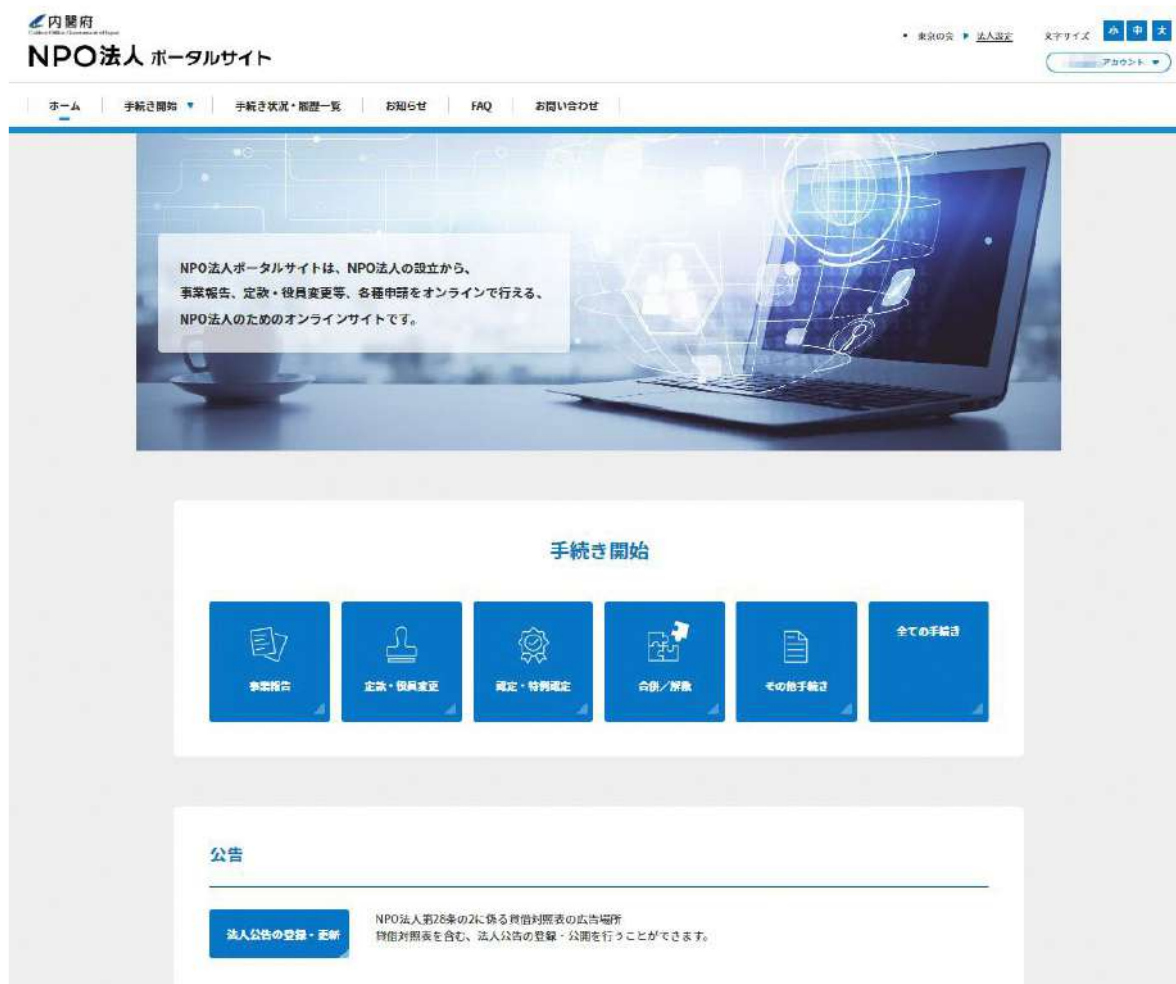 内閣府
NPO法人 ポータルサイト
• 東京の会 ▶ 法人設定
文字サイズ 小 中 大
アカウント ▼
ホーム
手続き開始 ▼
手続き状況・履歴一覧
お知らせ
FAQ
お問い合わせ
NPO法人ポータルサイトは、NPO法人の設立から、
事業報告、定款・役員変更等、各種申請をオンラインで行える、
NPO法人のためのオンラインサイトです。
手続き開始
事業報告
定款・役員変更
認定・特例認定
合併／解散
その他手続き
全ての手続き
公告
法人公告の登録・更新
NPO法人第28条の2に係る貸借対照表の広告場所
貸借対照表を含む、法人公告の登録・公開を行うことができます。